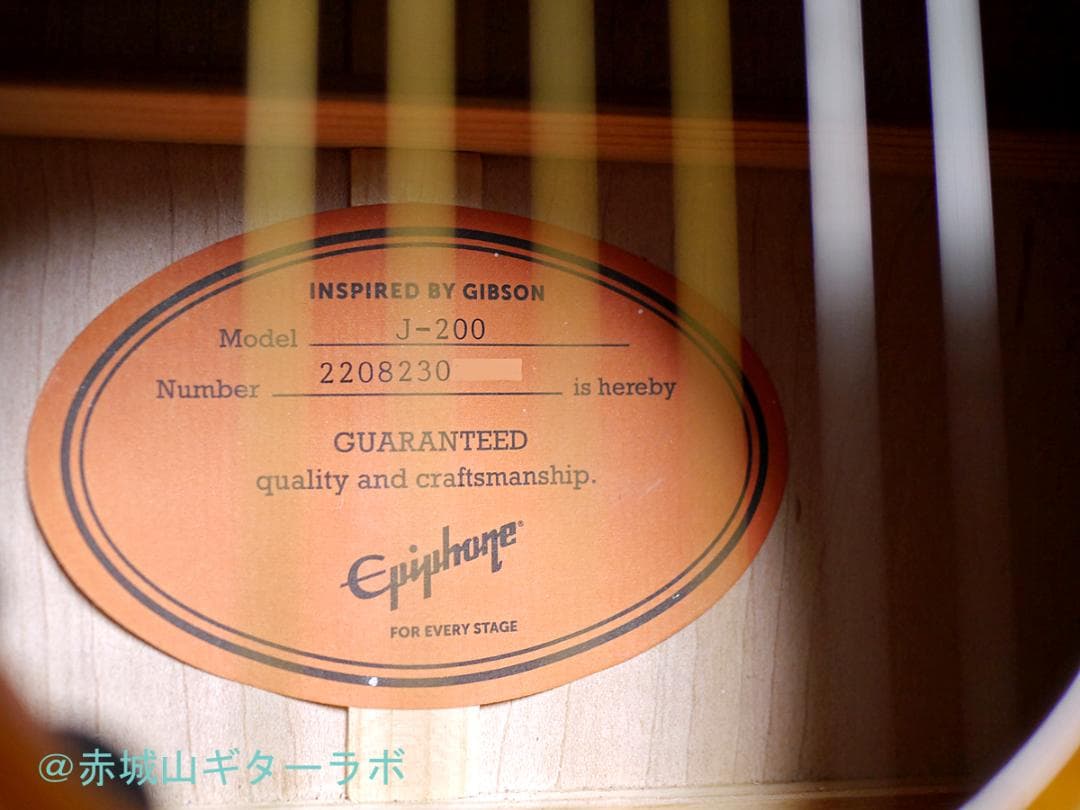 INSPIRED BY GIBSON
Model J-200
Number 2208230 is hereby
GUARANTEED
quality and craftsmanship.
Epiphone®
FOR EVERY STAGE
@赤城山ギターラボ